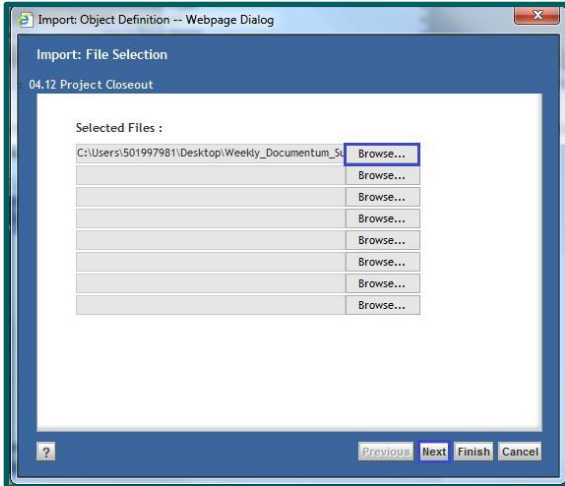 Import: Object Definition -- Webpage Dialog
x
Import: File Selection
04.12 Project Closeout
Selected Files :
C:\Users\501997981\Desktop\Weekly_Documentum_Su Browse...
Browse...
Browse...
Browse...
Browse...
Browse...
Browse...
Browse...
? Previous Next Finish Cancel